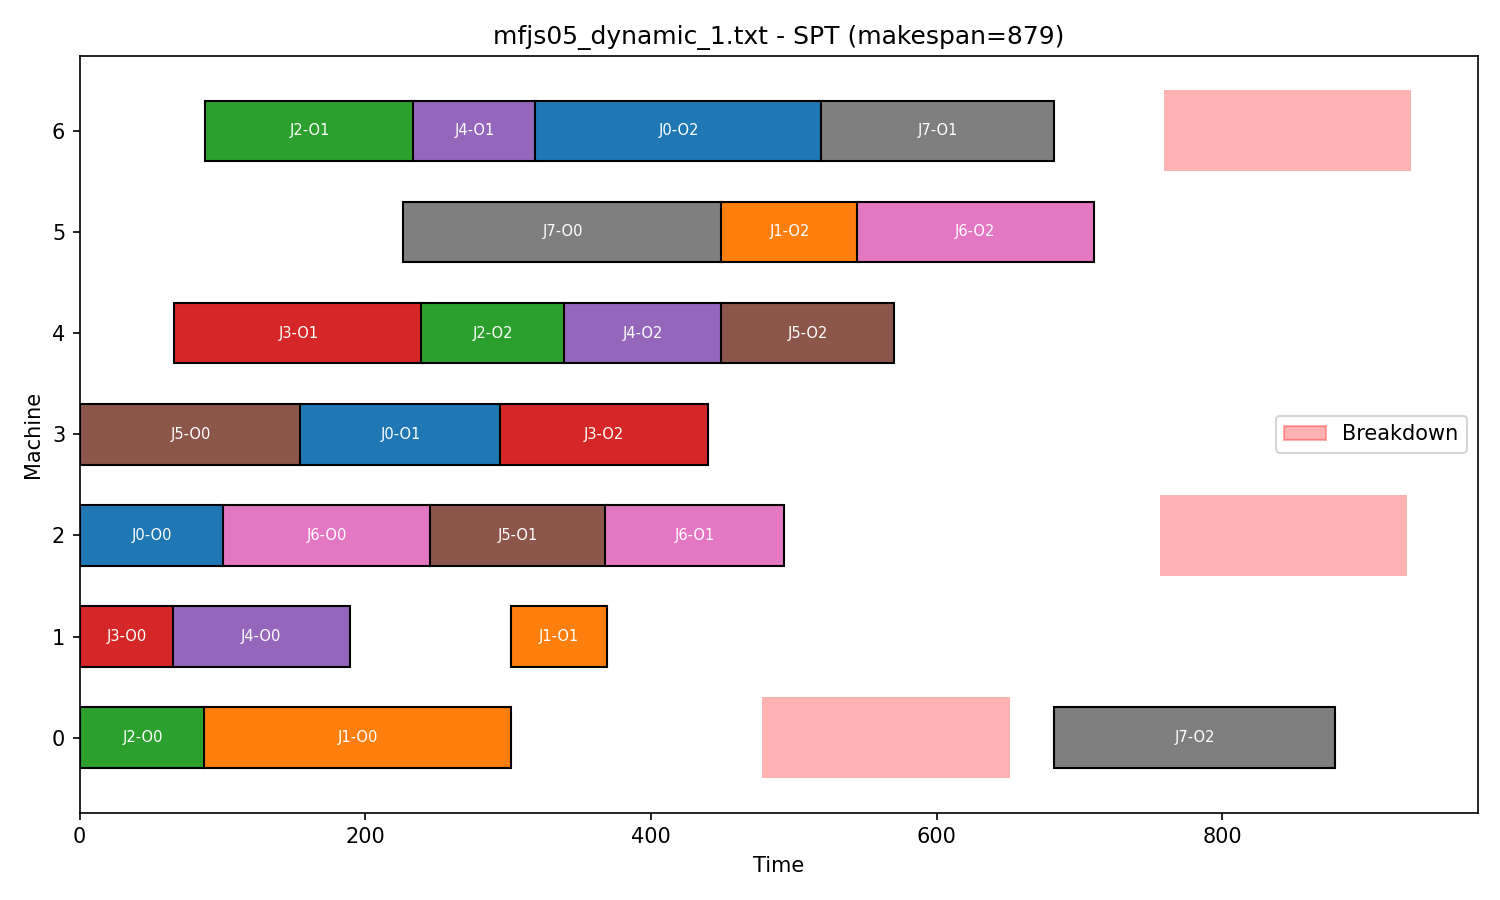 mfjs05_dynamic_1.txt - SPT (makespan=879)
6
J2-O1 J4-O1 J0-O2 J7-O1
5
J7-O0 J1-O2 J6-O2
4
J3-O1 J2-O2 J4-O2 J5-O2
Machine
3
J5-O0 J0-O1 J3-O2
Breakdown
2
J0-O0 J6-O0 J5-O1 J6-O1
1
J3-O0 J4-O0 J1-O1
0
J2-O0 J1-O0 J7-O2
0 200 400 600 800
Time